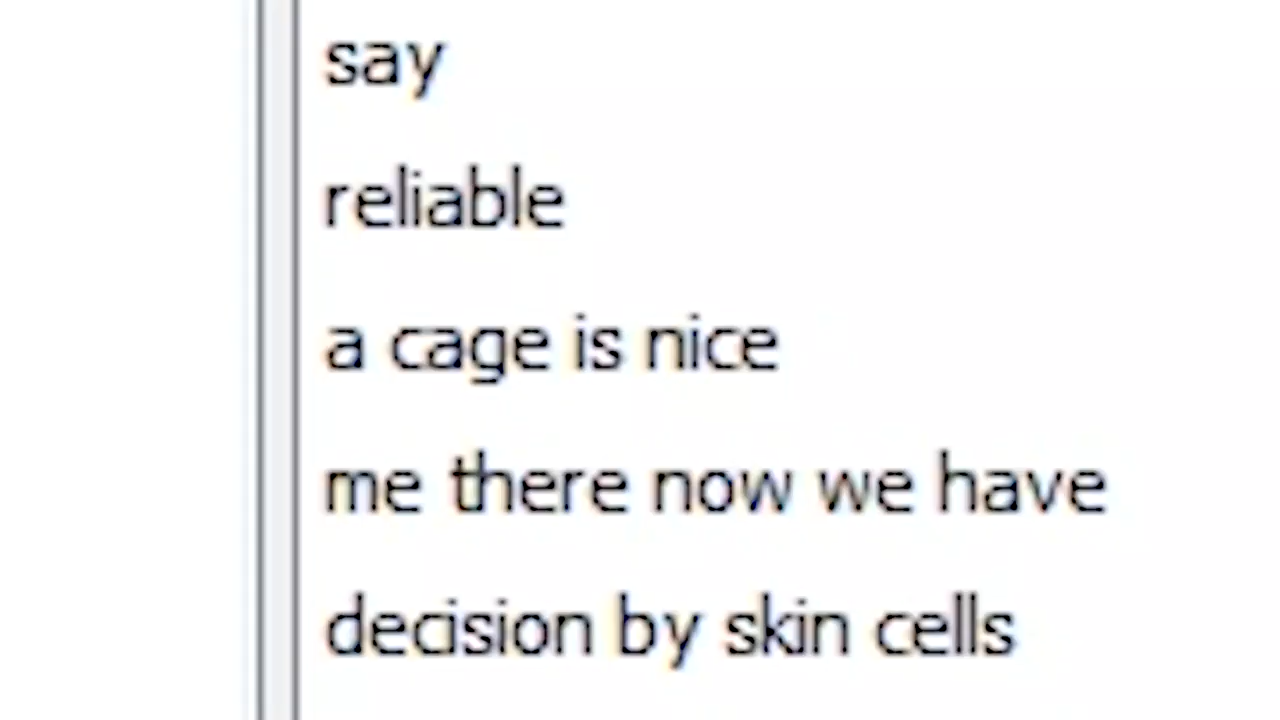 say
reliable
a cage is nice
me there now we have
decision by skin cells